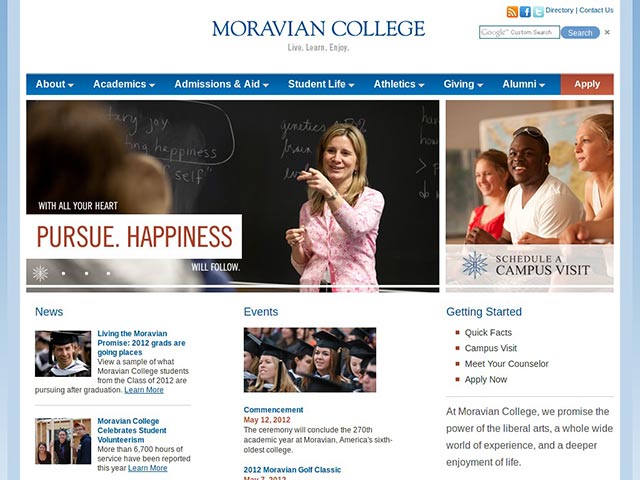 Directory | Contact Us
MORAVIAN COLLEGE
Live. Learn. Enjoy.
Google™ Custom Search
Search
×
About
Academics
Admissions & Aid
Student Life
Athletics
Giving
Alumni
Apply
joy
happiness
"self"
genetics
brain
WITH ALL YOUR HEART
PURSUE. HAPPINESS
WILL FOLLOW.
SCHEDULE A
CAMPUS VISIT
News
Living the Moravian
Promise: 2012 grads are
going places
View a sample of what
Moravian College students
from the Class of 2012 are
pursuing after graduation. Learn More
Moravian College
Celebrates Student
Volunteerism
More than 6,700 hours of
service have been reported
this year Learn More
Events
Commencement
May 12, 2012
The ceremony will conclude the 270th
academic year at Moravian, America's sixth-
oldest college.
2012 Moravian Golf Classic
May 7, 2012
Getting Started
Quick Facts
Campus Visit
Meet Your Counselor
Apply Now
At Moravian College, we promise the
power of the liberal arts, a whole wide
world of experience, and a deeper
enjoyment of life.